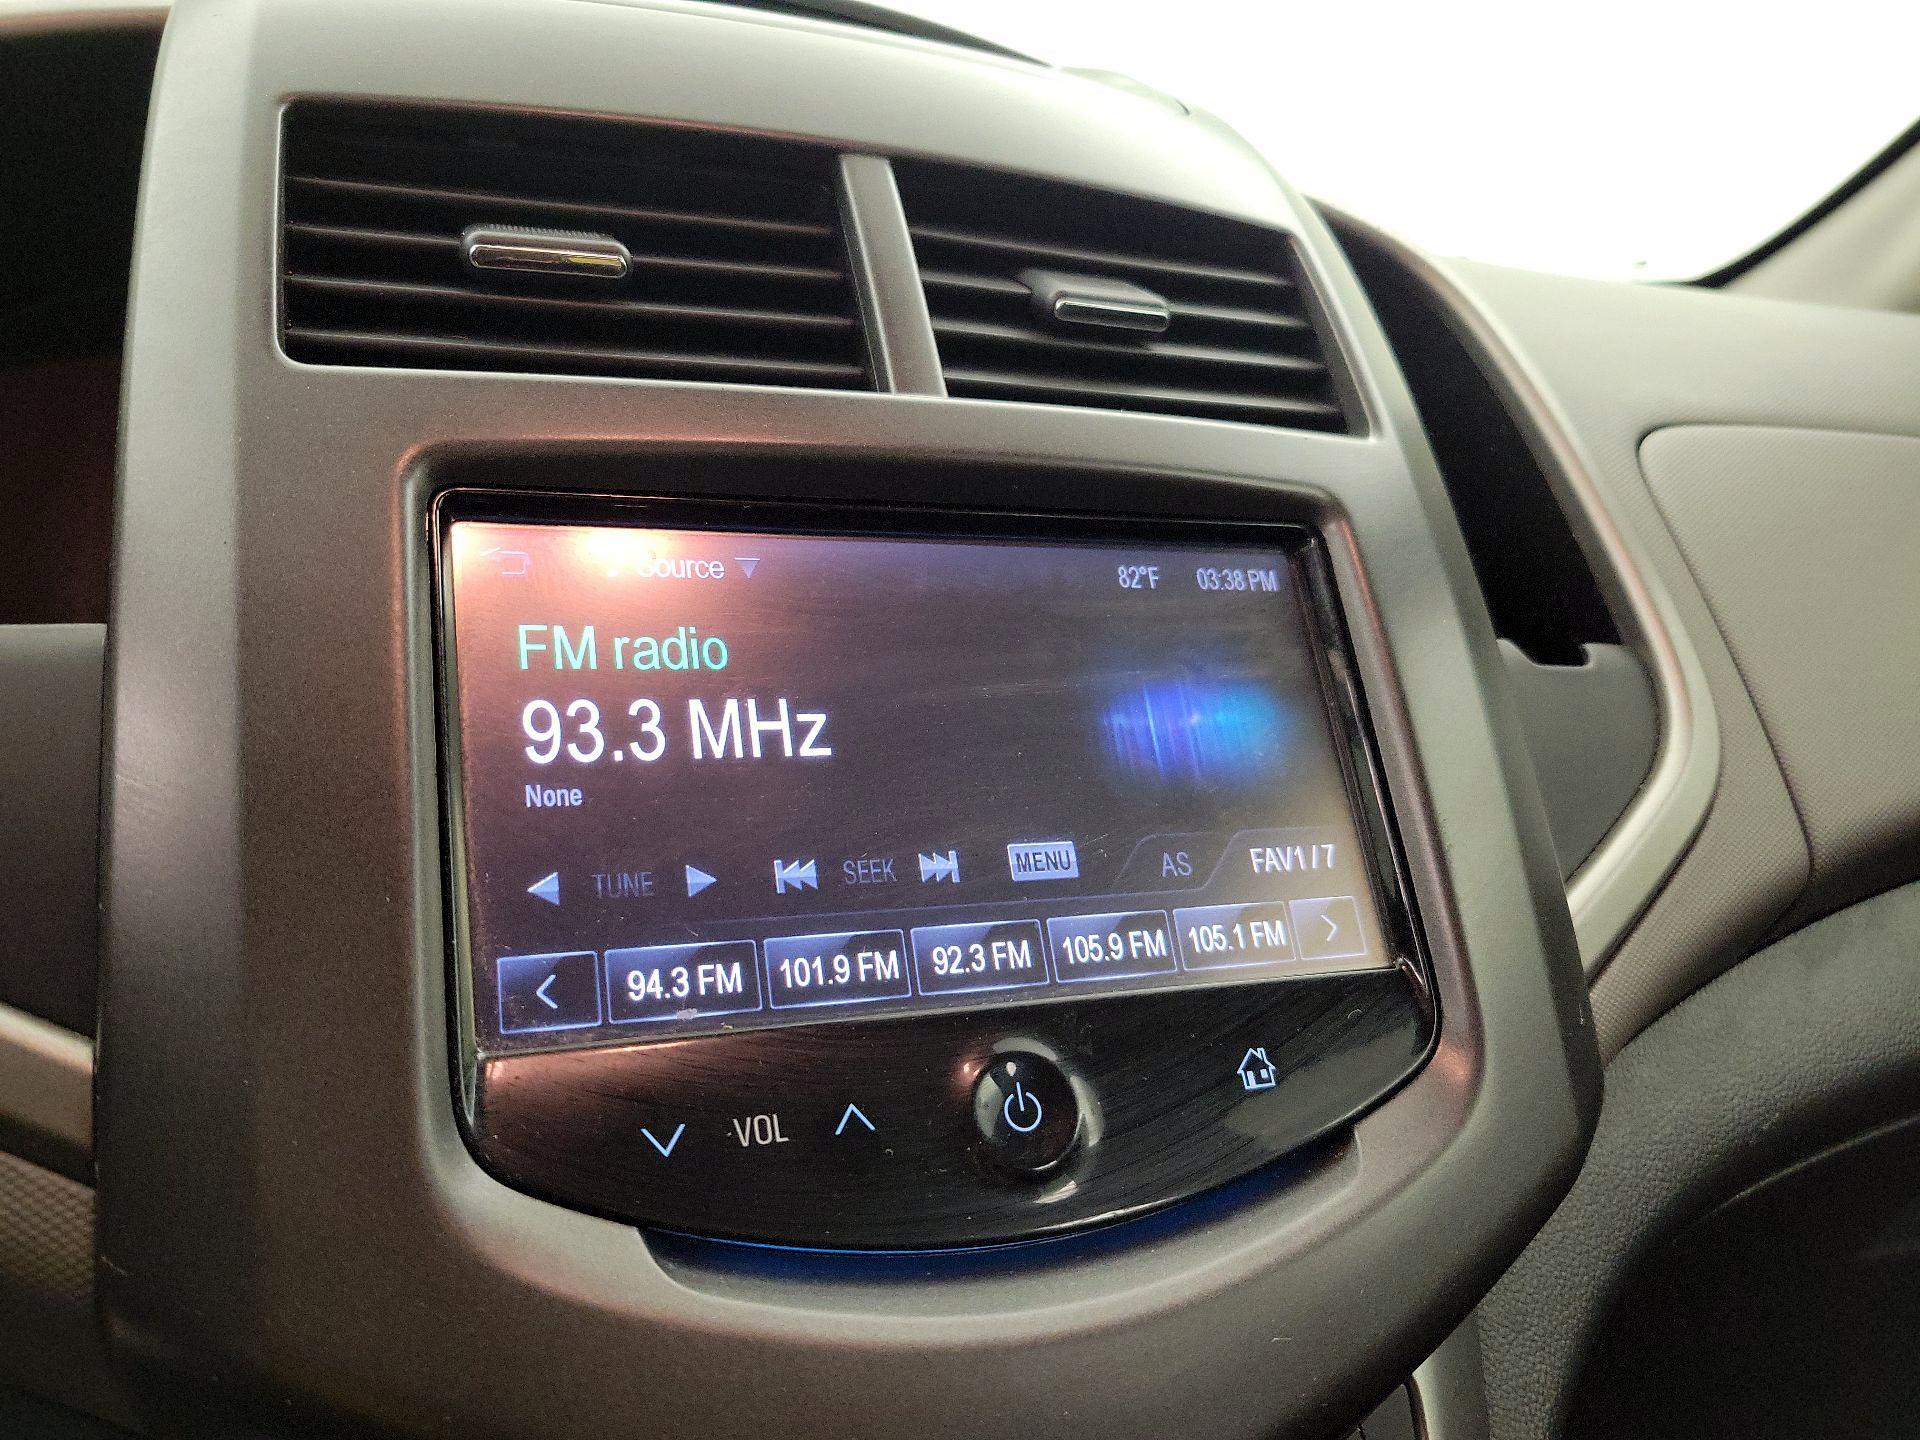 Source
82°F 03:38 PM
FM radio
93.3 MHz
None
TUNE SEEK MENU AS FAV1 / 7
94.3 FM 101.9 FM 92.3 FM 105.9 FM 105.1 FM
VOL